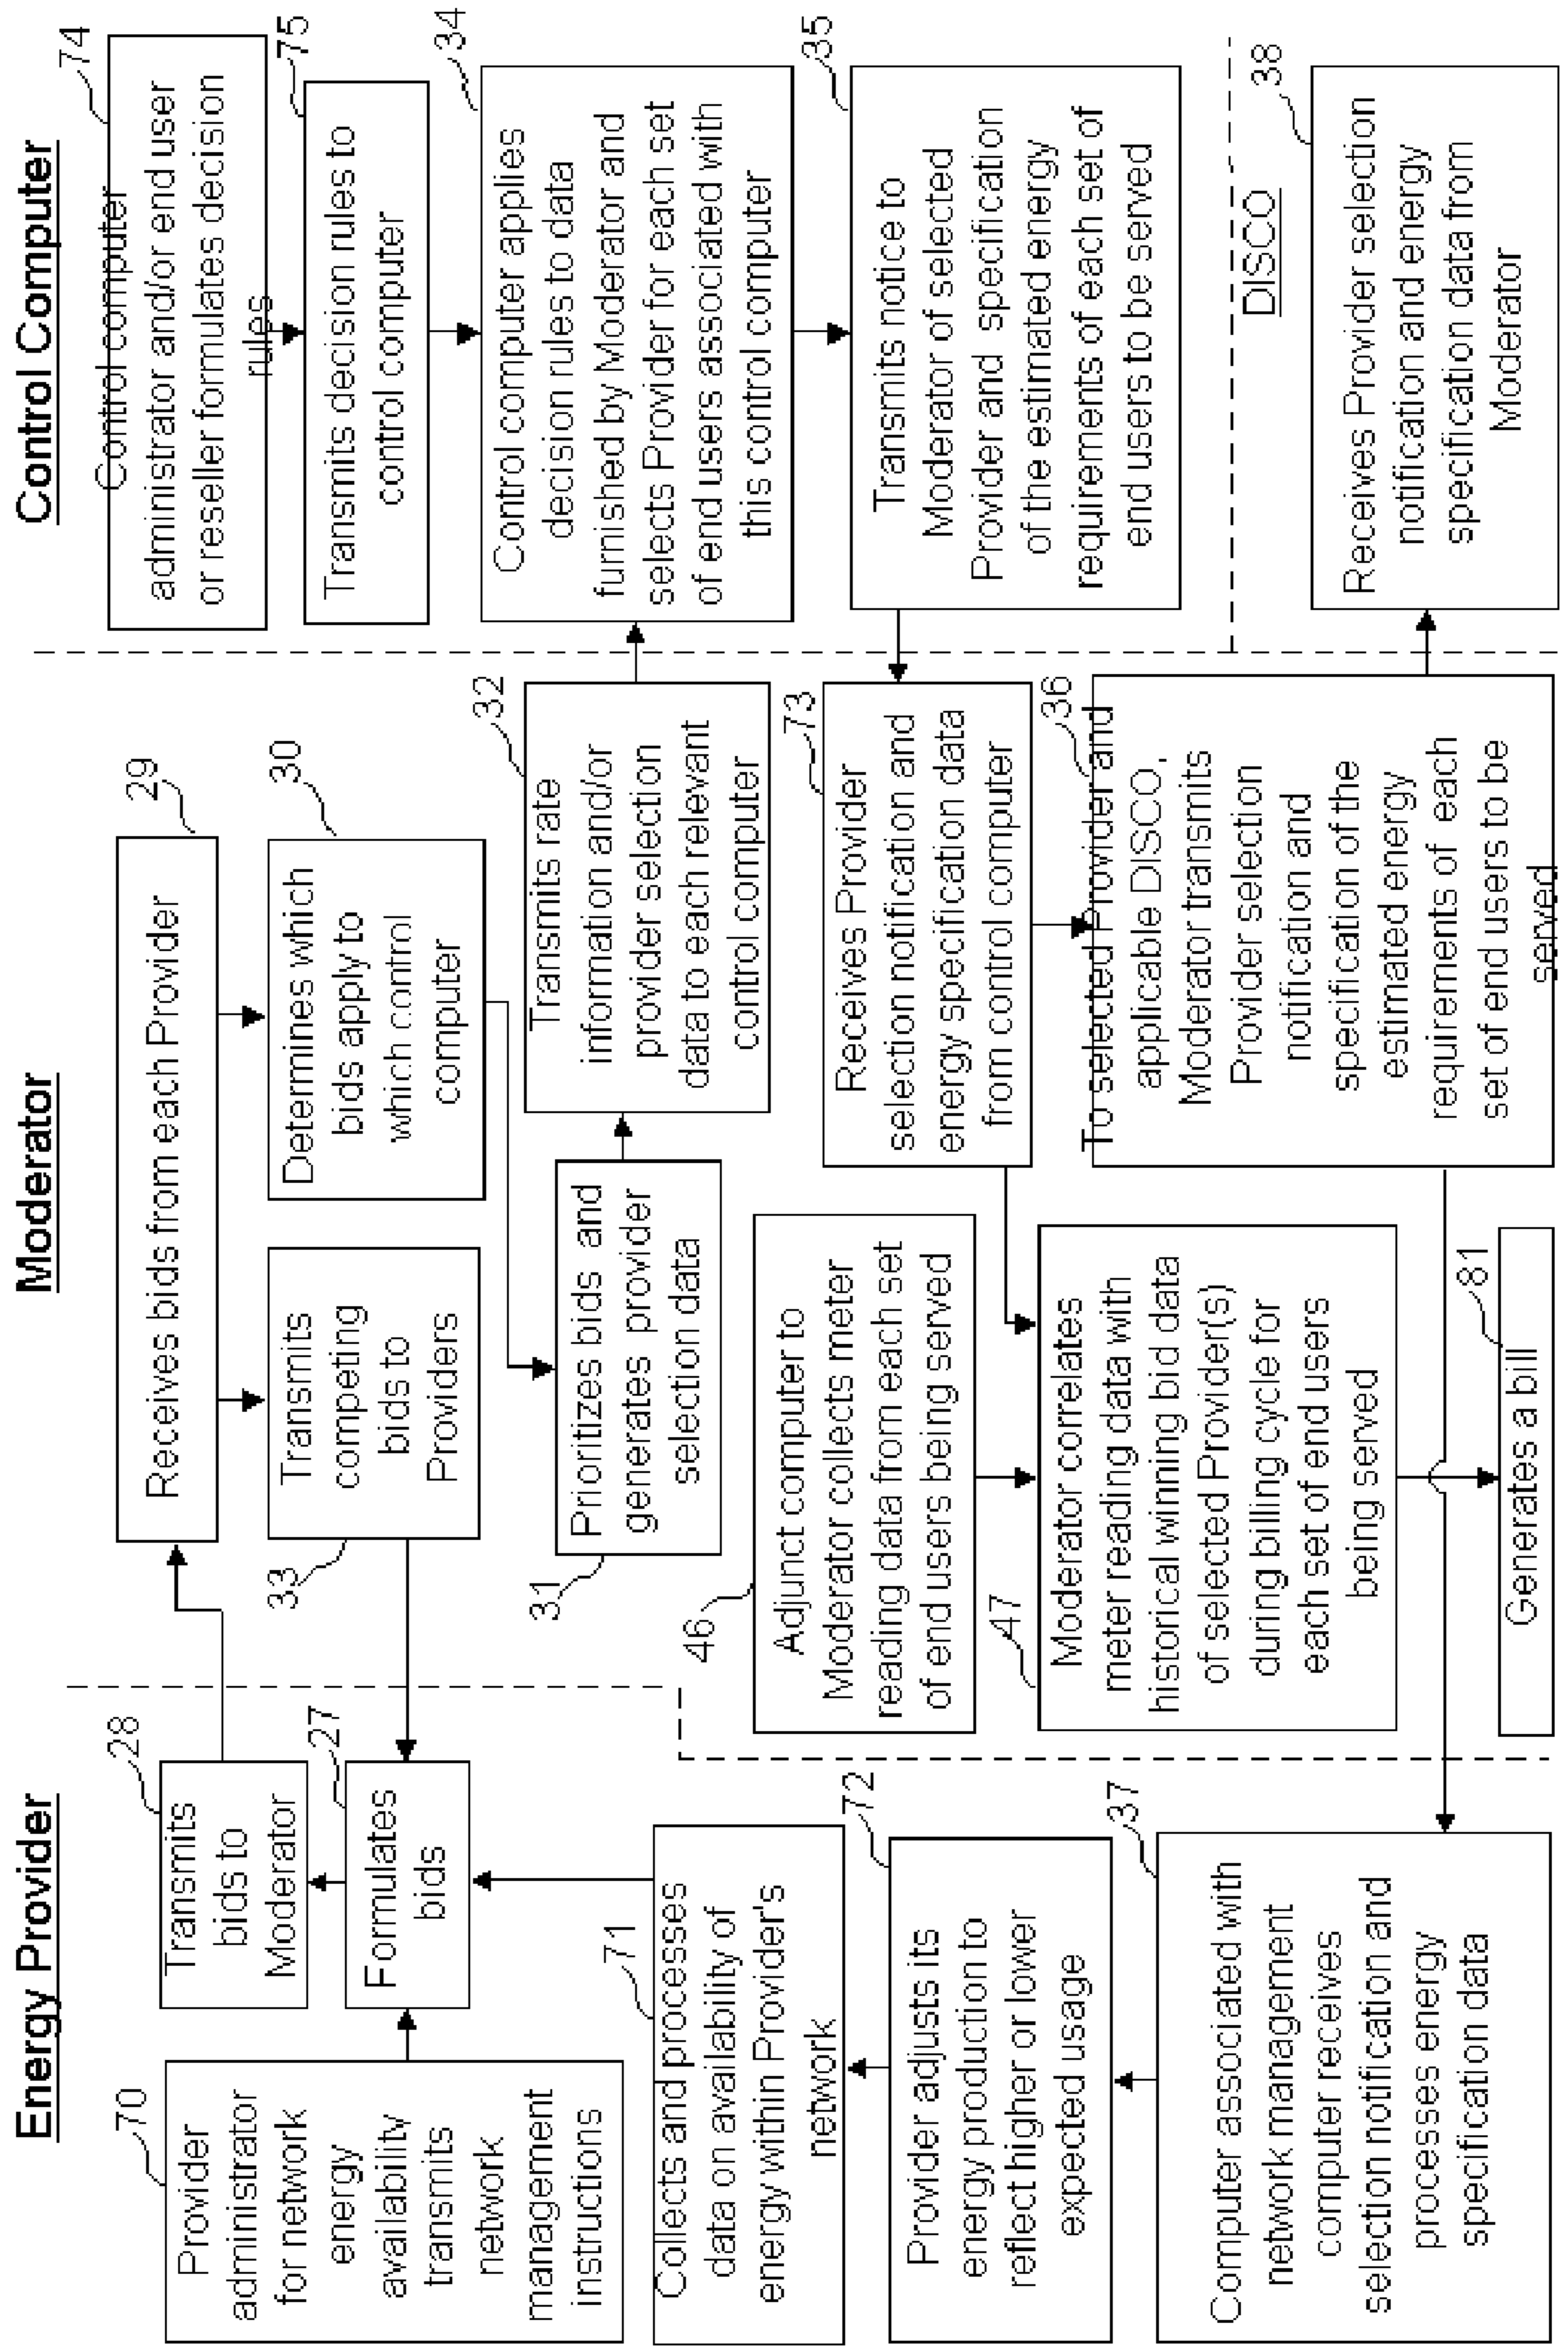 Energy Provider
70
Provider
administrator
for network
energy
availability
transmits
network
management
instructions
28
Transmits
bids to
Moderator
27
Formulates
bids
71
Collects and processes
data on availability of
energy within Provider's
network
72
Provider adjusts its
energy production to
reflect higher or lower
expected usage
37
Computer associated with
network management
computer receives
selection notification and
processes energy
specification data
Moderator
29
Receives bids from each Provider
33
Transmits
competing
bids to
Providers
30
Determines which
bids apply to
which control
computer
31
Prioritizes bids and
generates provider
selection data
32
Transmits rate
information and/or
provider selection
data to each relevant
control computer
46
Adjunct computer to
Moderator collects meter
reading data from each set
of end users being served
73
Receives Provider
selection notification and
energy specification data
from control computer
47
Moderator correlates
meter reading data with
historical winning bid data
of selected Provider(s)
during billing cycle for
each set of end users
being served
36
To selected Provider and
applicable DISCO,
Moderator transmits
Provider selection
notification and
specification of the
estimated energy
requirements of each
set of end users to be
served
81
Generates a bill
Control Computer
74
Control computer
administrator and/or end user
or reseller formulates decision
rules
75
Transmits decision rules to
control computer
34
Control computer applies
decision rules to data
furnished by Moderator and
selects Provider for each set
of end users associated with
this control computer
35
Transmits notice to
Moderator of selected
Provider and specification
of the estimated energy
requirements of each set of
end users to be served
DISCO
38
Receives Provider selection
notification and energy
specification data from
Moderator